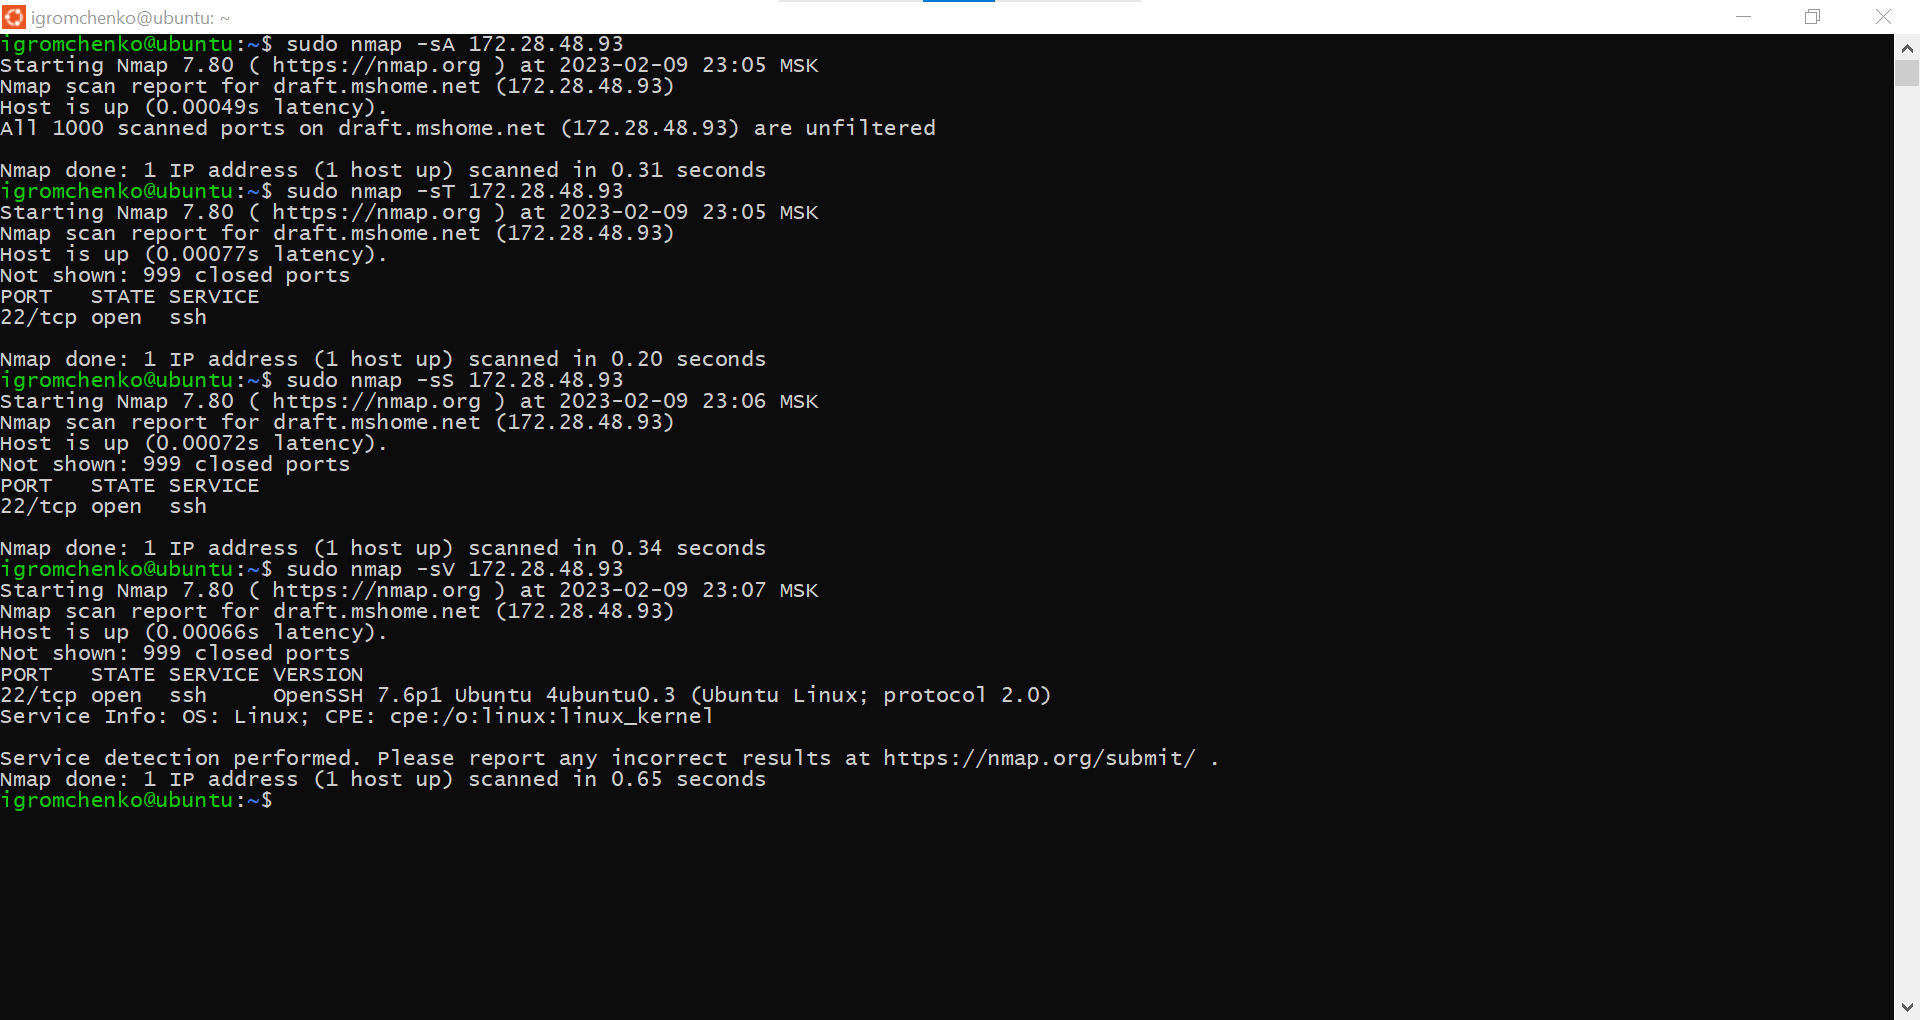 igromchenko@ubuntu: ~
igromchenko@ubuntu:~$ sudo nmap -sA 172.28.48.93
Starting Nmap 7.80 ( https://nmap.org ) at 2023-02-09 23:05 MSK
Nmap scan report for draft.mshome.net (172.28.48.93)
Host is up (0.00049s latency).
All 1000 scanned ports on draft.mshome.net (172.28.48.93) are unfiltered

Nmap done: 1 IP address (1 host up) scanned in 0.31 seconds
igromchenko@ubuntu:~$ sudo nmap -sT 172.28.48.93
Starting Nmap 7.80 ( https://nmap.org ) at 2023-02-09 23:05 MSK
Nmap scan report for draft.mshome.net (172.28.48.93)
Host is up (0.00077s latency).
Not shown: 999 closed ports
PORT   STATE SERVICE
22/tcp open  ssh

Nmap done: 1 IP address (1 host up) scanned in 0.20 seconds
igromchenko@ubuntu:~$ sudo nmap -sS 172.28.48.93
Starting Nmap 7.80 ( https://nmap.org ) at 2023-02-09 23:06 MSK
Nmap scan report for draft.mshome.net (172.28.48.93)
Host is up (0.00072s latency).
Not shown: 999 closed ports
PORT   STATE SERVICE
22/tcp open  ssh

Nmap done: 1 IP address (1 host up) scanned in 0.34 seconds
igromchenko@ubuntu:~$ sudo nmap -sV 172.28.48.93
Starting Nmap 7.80 ( https://nmap.org ) at 2023-02-09 23:07 MSK
Nmap scan report for draft.mshome.net (172.28.48.93)
Host is up (0.00066s latency).
Not shown: 999 closed ports
PORT   STATE SERVICE VERSION
22/tcp open  ssh     OpenSSH 7.6p1 Ubuntu 4ubuntu0.3 (Ubuntu Linux; protocol 2.0)
Service Info: OS: Linux; CPE: cpe:/o:linux:linux_kernel

Service detection performed. Please report any incorrect results at https://nmap.org/submit/ .
Nmap done: 1 IP address (1 host up) scanned in 0.65 seconds
igromchenko@ubuntu:~$